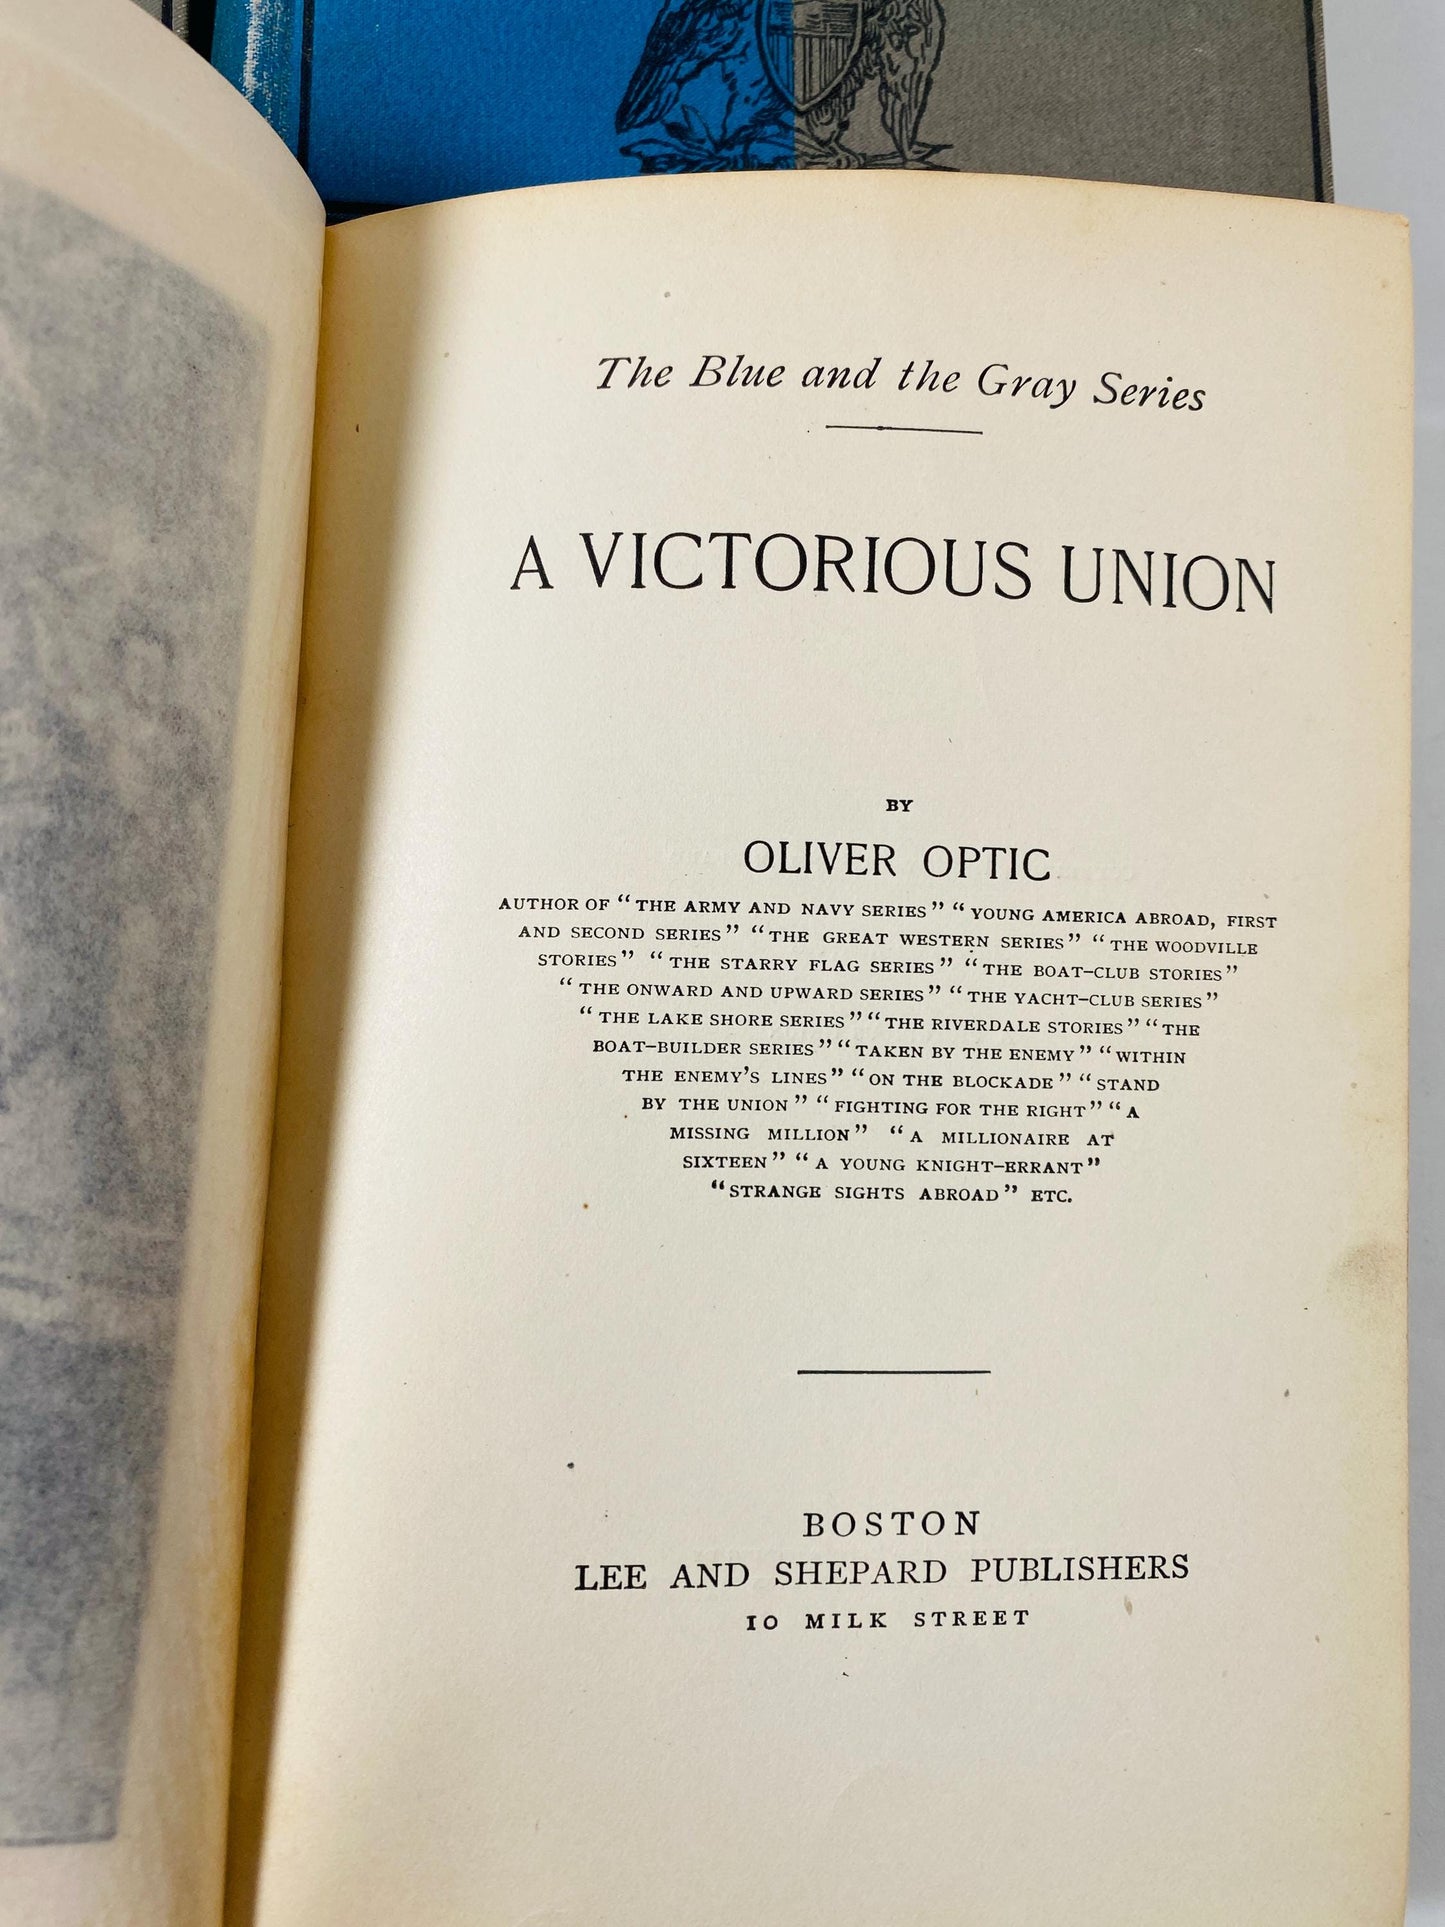 The Blue and the Gray Series
A VICTORIOUS UNION
BY
OLIVER OPTIC
AUTHOR OF “THE ARMY AND NAVY SERIES” “YOUNG AMERICA ABROAD, FIRST
AND SECOND SERIES” “THE GREAT WESTERN SERIES” “THE WOODVILLE
STORIES” “THE STARRY FLAG SERIES” “THE BOAT-CLUB STORIES”
“THE ONWARD AND UPWARD SERIES” “THE YACHT-CLUB SERIES”
“THE LAKE SHORE SERIES” “THE RIVERDALE STORIES” “THE
BOAT-BUILDER SERIES” “TAKEN BY THE ENEMY” “WITHIN
THE ENEMY’S LINES” “ON THE BLOCKADE” “STAND
BY THE UNION” “FIGHTING FOR THE RIGHT” “A
MISSING MILLION” “A MILLIONAIRE AT
SIXTEEN” “A YOUNG KNIGHT-ERRANT”
“STRANGE SIGHTS ABROAD” ETC.
BOSTON
LEE AND SHEPARD PUBLISHERS
10 MILK STREET